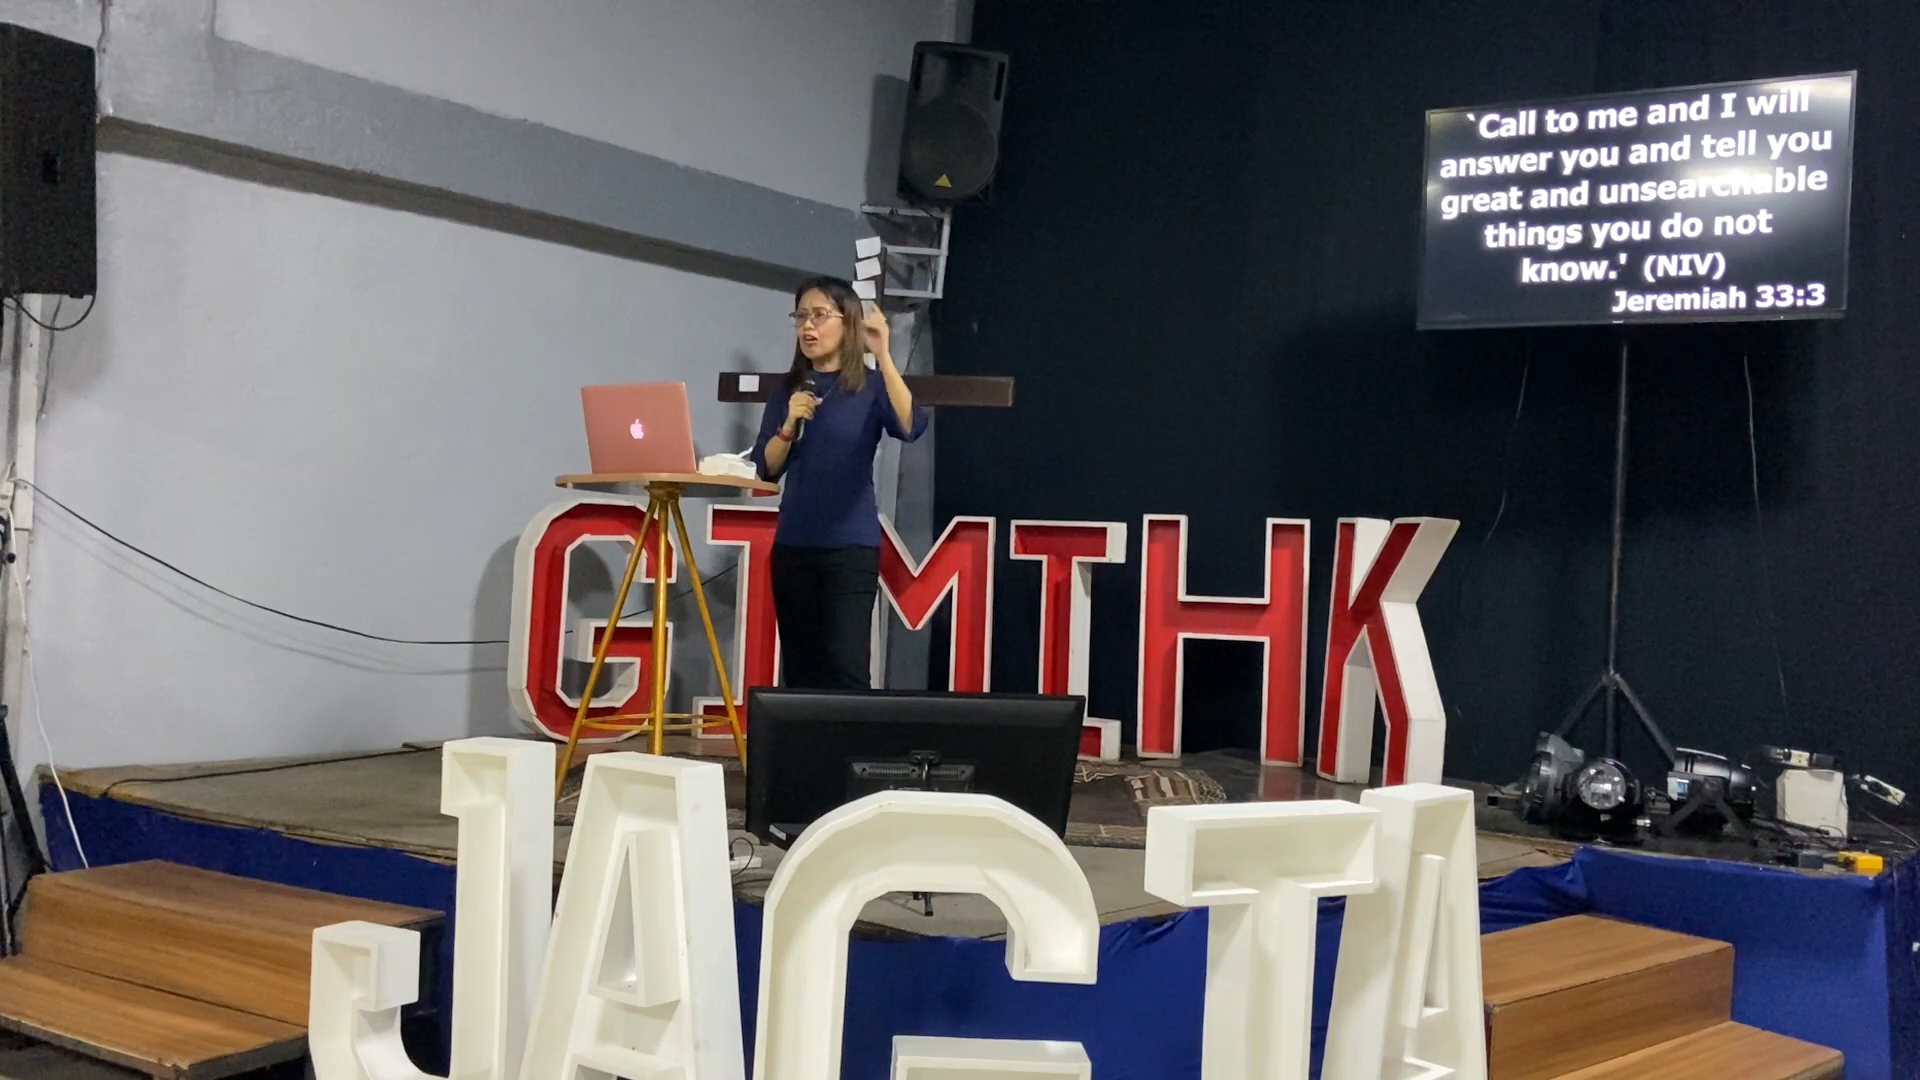 `Call to me and I will
answer you and tell you
great and unsearchable
things you do not
know.' (NIV)
Jeremiah 33:3
GIMIHK
JAGTA